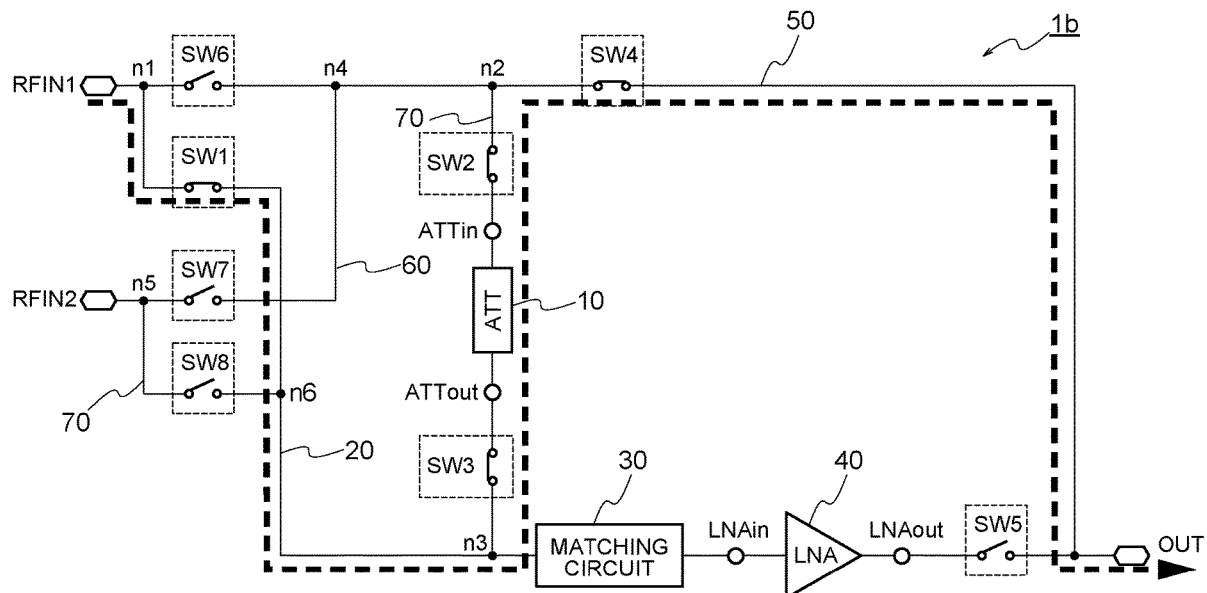 50
1b
SW6
SW4
RFIN1
n1
n4
n2
70
SW1
SW2
ATTin
SW7
60
RFIN2
n5
ATT
10
SW8
ATTout
70
n6
20
SW3
30
40
n3
MATCHING
CIRCUIT
LNAin
LNA
LNAout
SW5
OUT